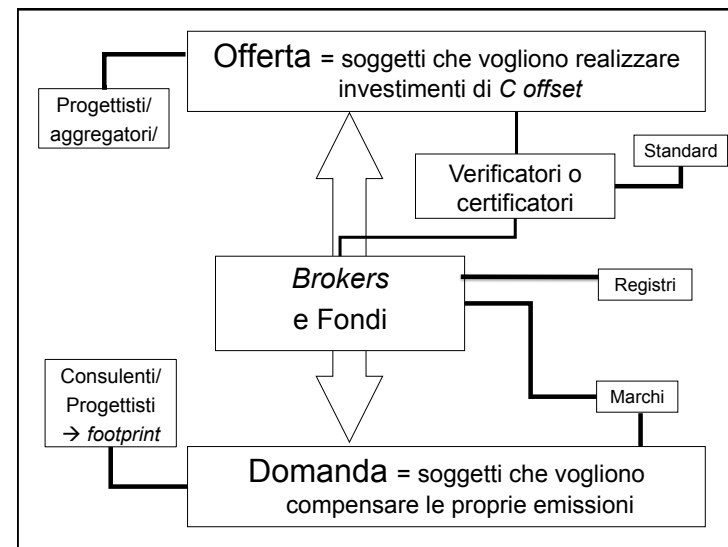 Offerta = soggetti che vogliono realizzare
investimenti di C offset
Progettisti/
aggregatori/
Verificatori o
certificatori
Standard
Brokers
e Fondi
Registri
Consulenti/
Progettisti
→ footprint
Marchi
Domanda = soggetti che vogliono
compensare le proprie emissioni